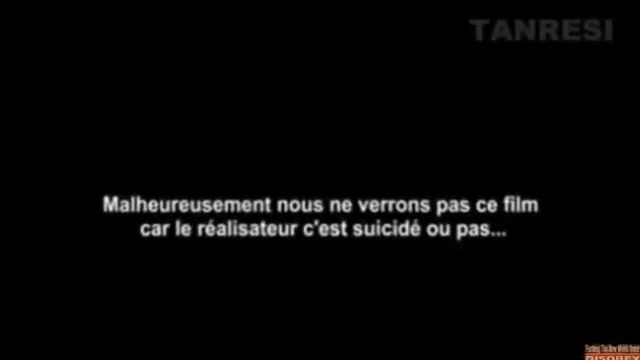 TANRESI
Malheureusement nous ne verrons pas ce film
car le réalisateur c'est suicidé ou pas...